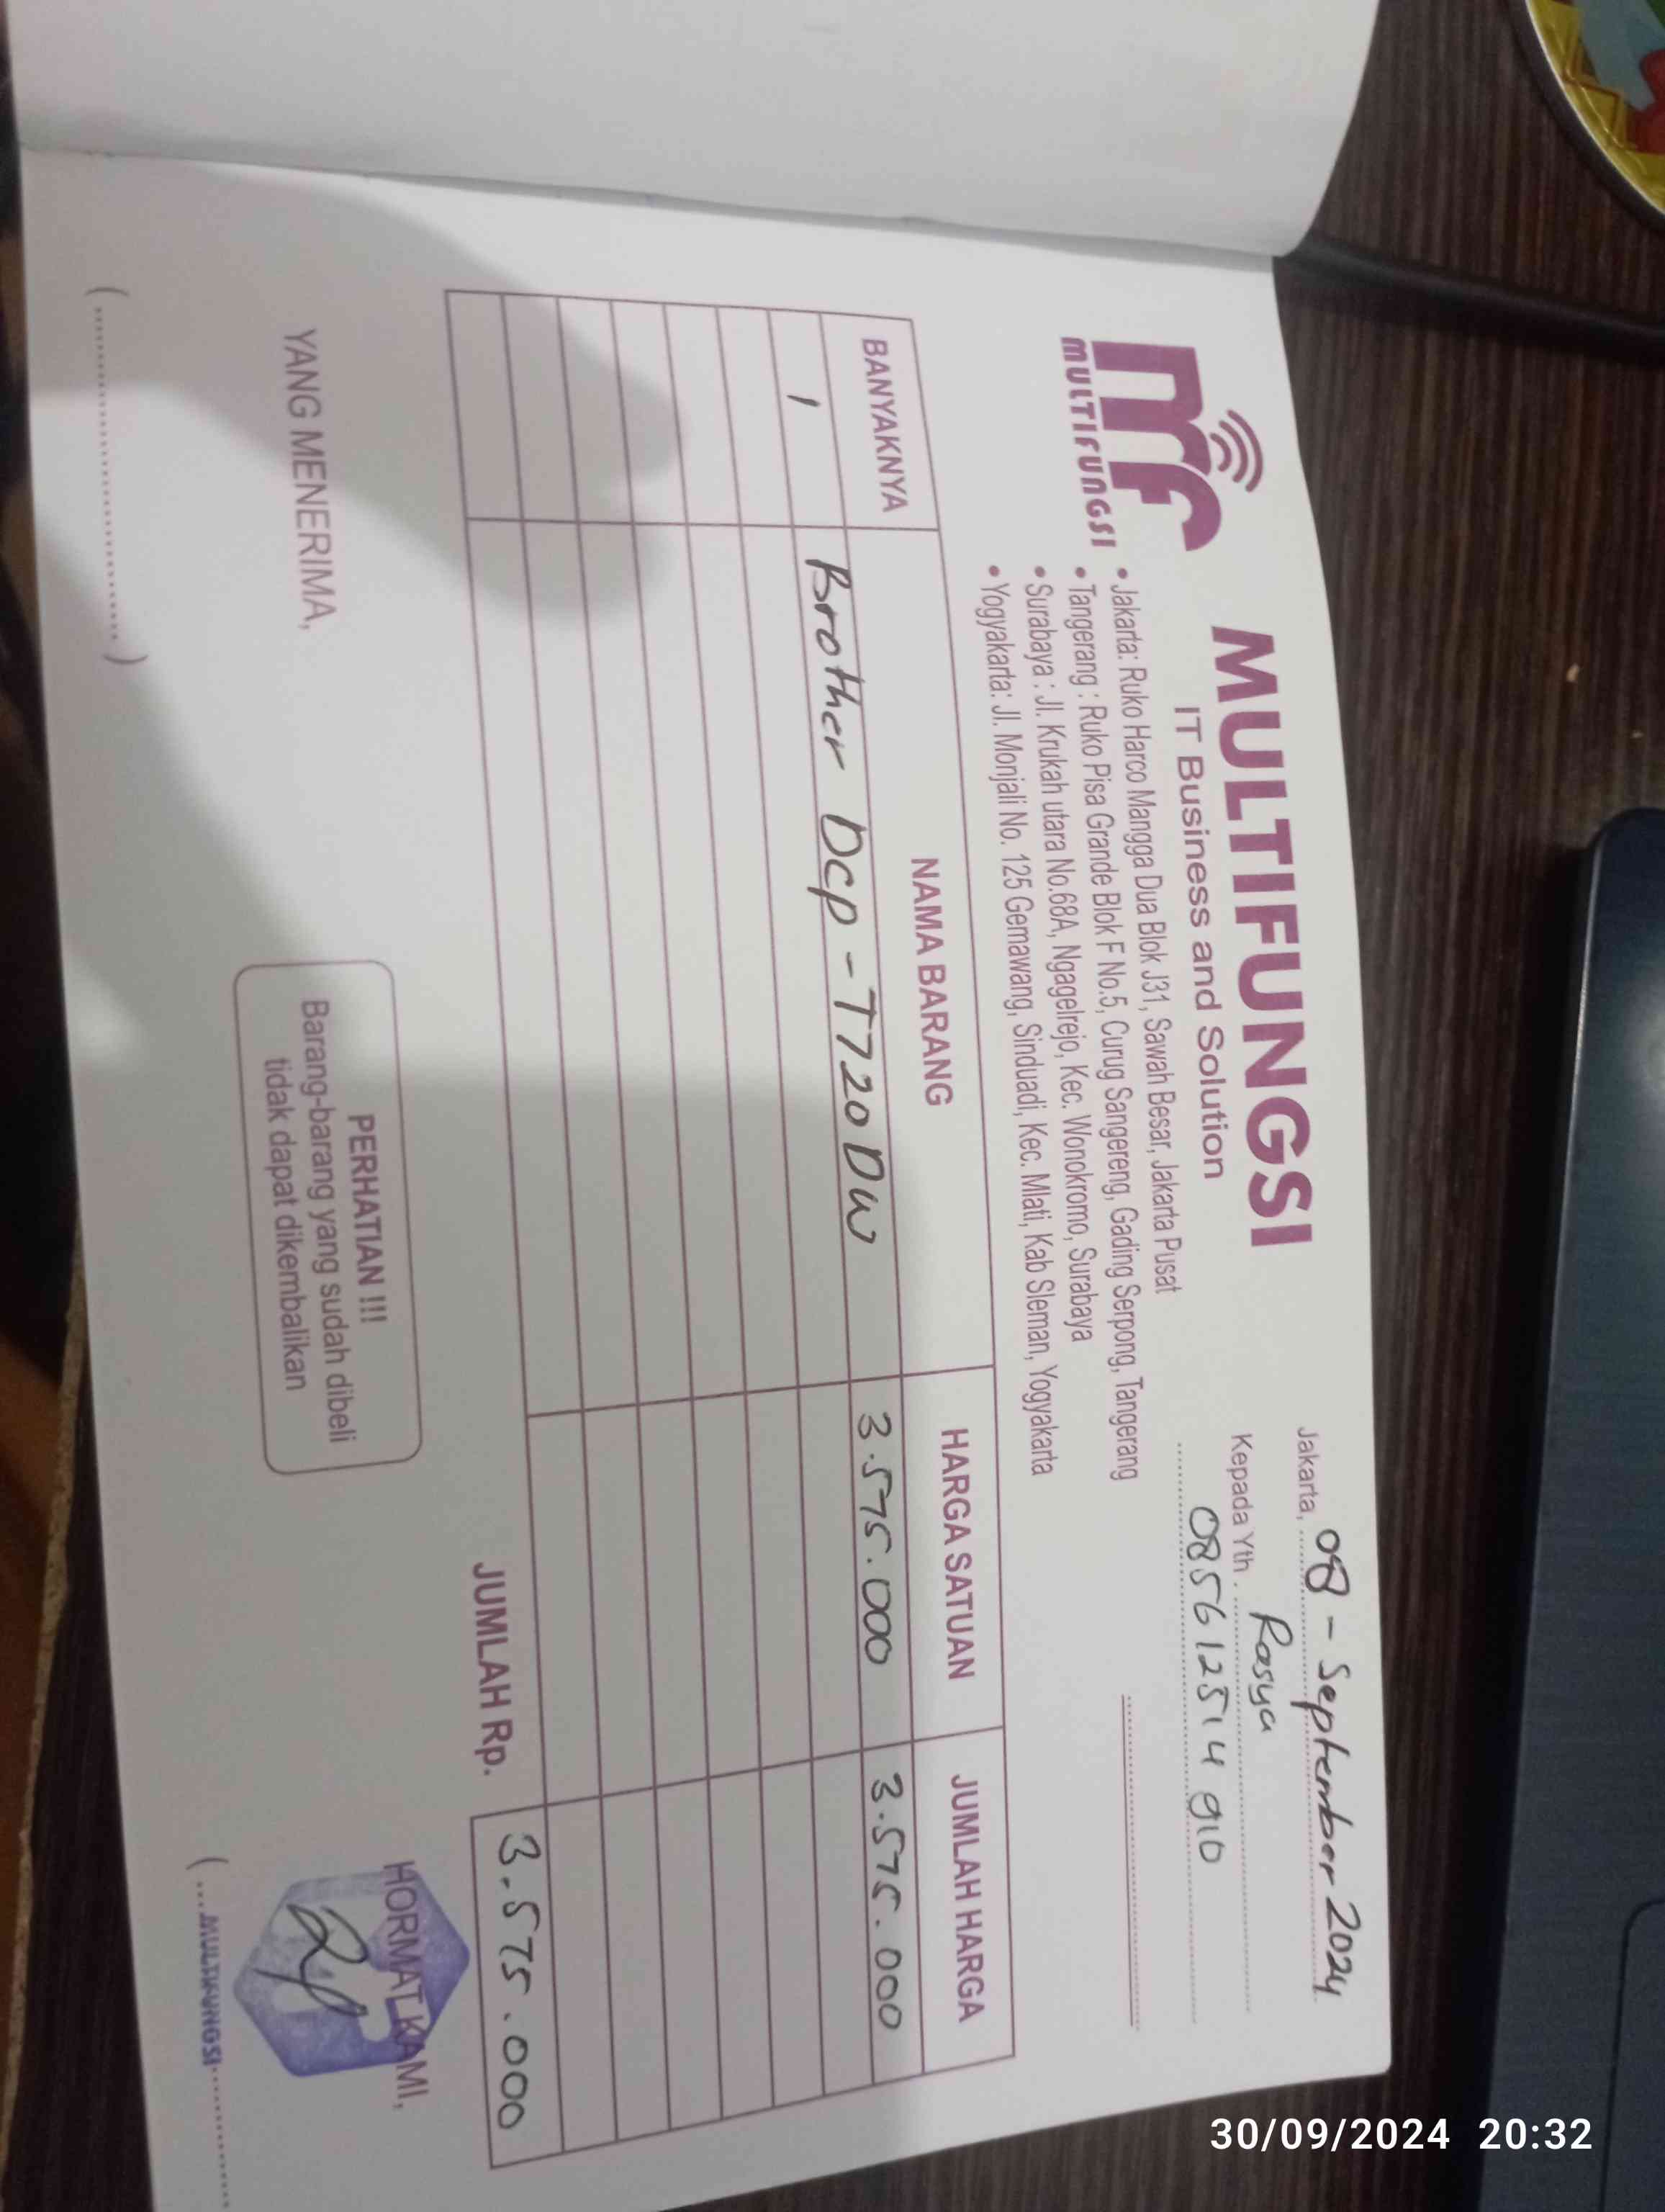 mf
MULTIFUNGSI
MULTIFUNGSI
IT Business and Solution
• Jakarta: Ruko Harco Mangga Dua Blok J31, Sawah Besar, Jakarta Pusat
• Tangerang : Ruko Pisa Grande Blok F No.5, Curug Sangereng, Gading Serpong, Tangerang
• Surabaya : Jl. Krukah utara No.68A, Ngagelrejo, Kec. Wonokromo, Surabaya
• Yogyakarta: Jl. Monjali No. 125 Gemawang, Sinduadi, Kec. Mlati, Kab Sleman, Yogyakarta
Jakarta, 08 - September 2024
Kepada Yth. Rasya
0856 12514 910
BANYAKNYA NAMA BARANG HARGA SATUAN JUMLAH HARGA
1 Brother Dcp - T720DW 3.575.000 3.575.000
JUMLAH Rp. 3.575.000
YANG MENERIMA,
PERHATIAN !!!
Barang-barang yang sudah dibeli
tidak dapat dikembalikan
HORMAT KAMI,
MULTIFUNGSI
30/09/2024 20:32